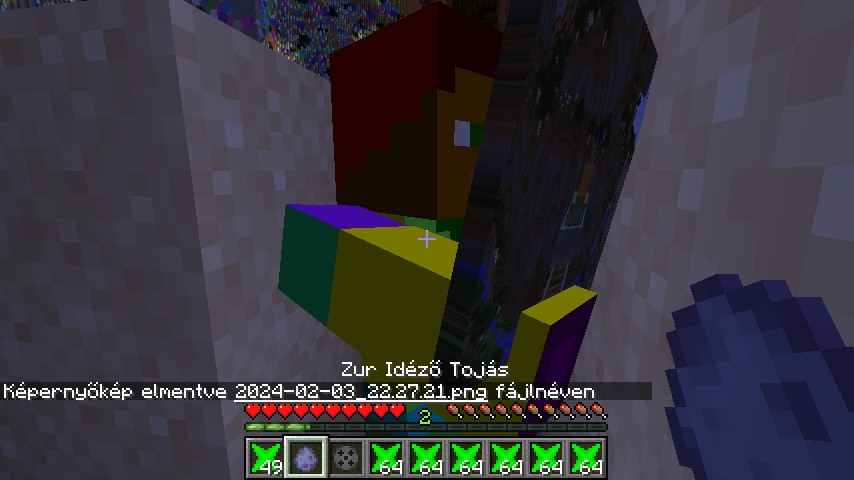 Zur Idéző Tojás
Képernyőkép elmentve 2024-02-03_22.27.21.png fájlnéven
2
49 64 64 64 64 64 64